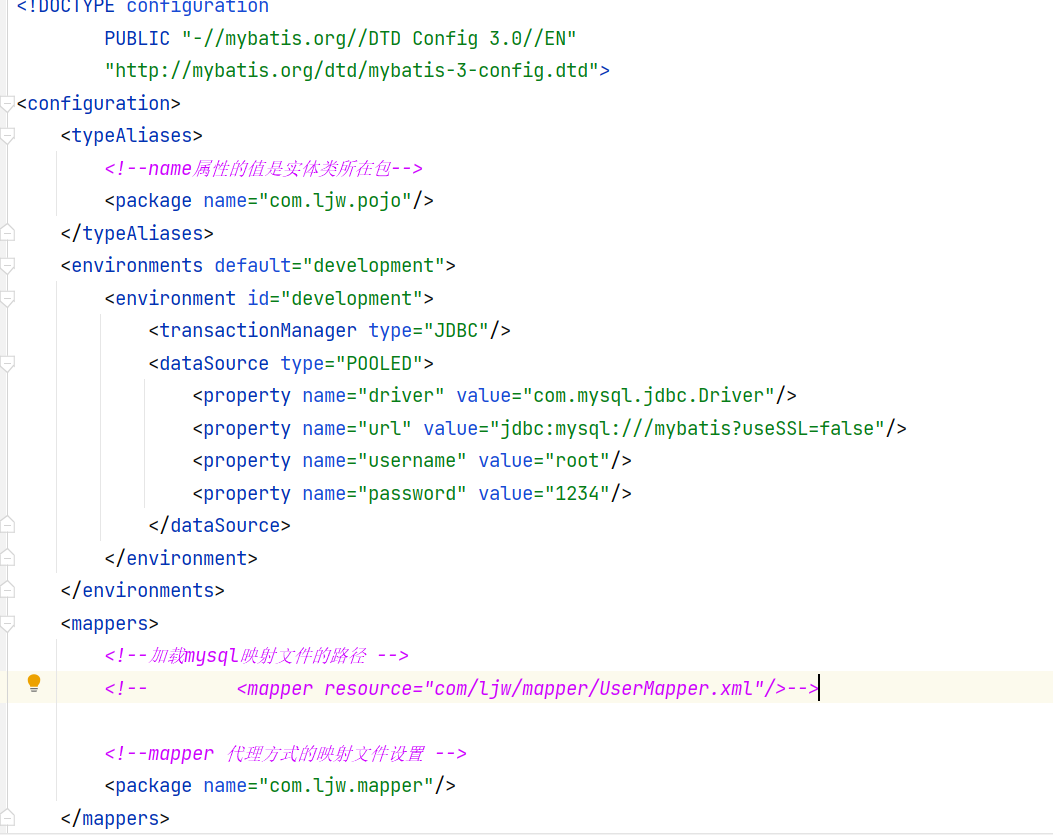 <!DOCTYPE configuration
PUBLIC "-//mybatis.org//DTD Config 3.0//EN"
"http://mybatis.org/dtd/mybatis-3-config.dtd">
<configuration>
<typeAliases>
<!--name属性的值是实体类所在包-->
<package name="com.ljw.pojo"/>
</typeAliases>
<environments default="development">
<environment id="development">
<transactionManager type="JDBC"/>
<dataSource type="POOLED">
<property name="driver" value="com.mysql.jdbc.Driver"/>
<property name="url" value="jdbc:mysql:///mybatis?useSSL=false"/>
<property name="username" value="root"/>
<property name="password" value="1234"/>
</dataSource>
</environment>
</environments>
<mappers>
<!--加载mysql映射文件的路径 -->
<!--        <mapper resource="com/ljw/mapper/UserMapper.xml"/>-->
<!--mapper 代理方式的映射文件设置 -->
<package name="com.ljw.mapper"/>
</mappers>